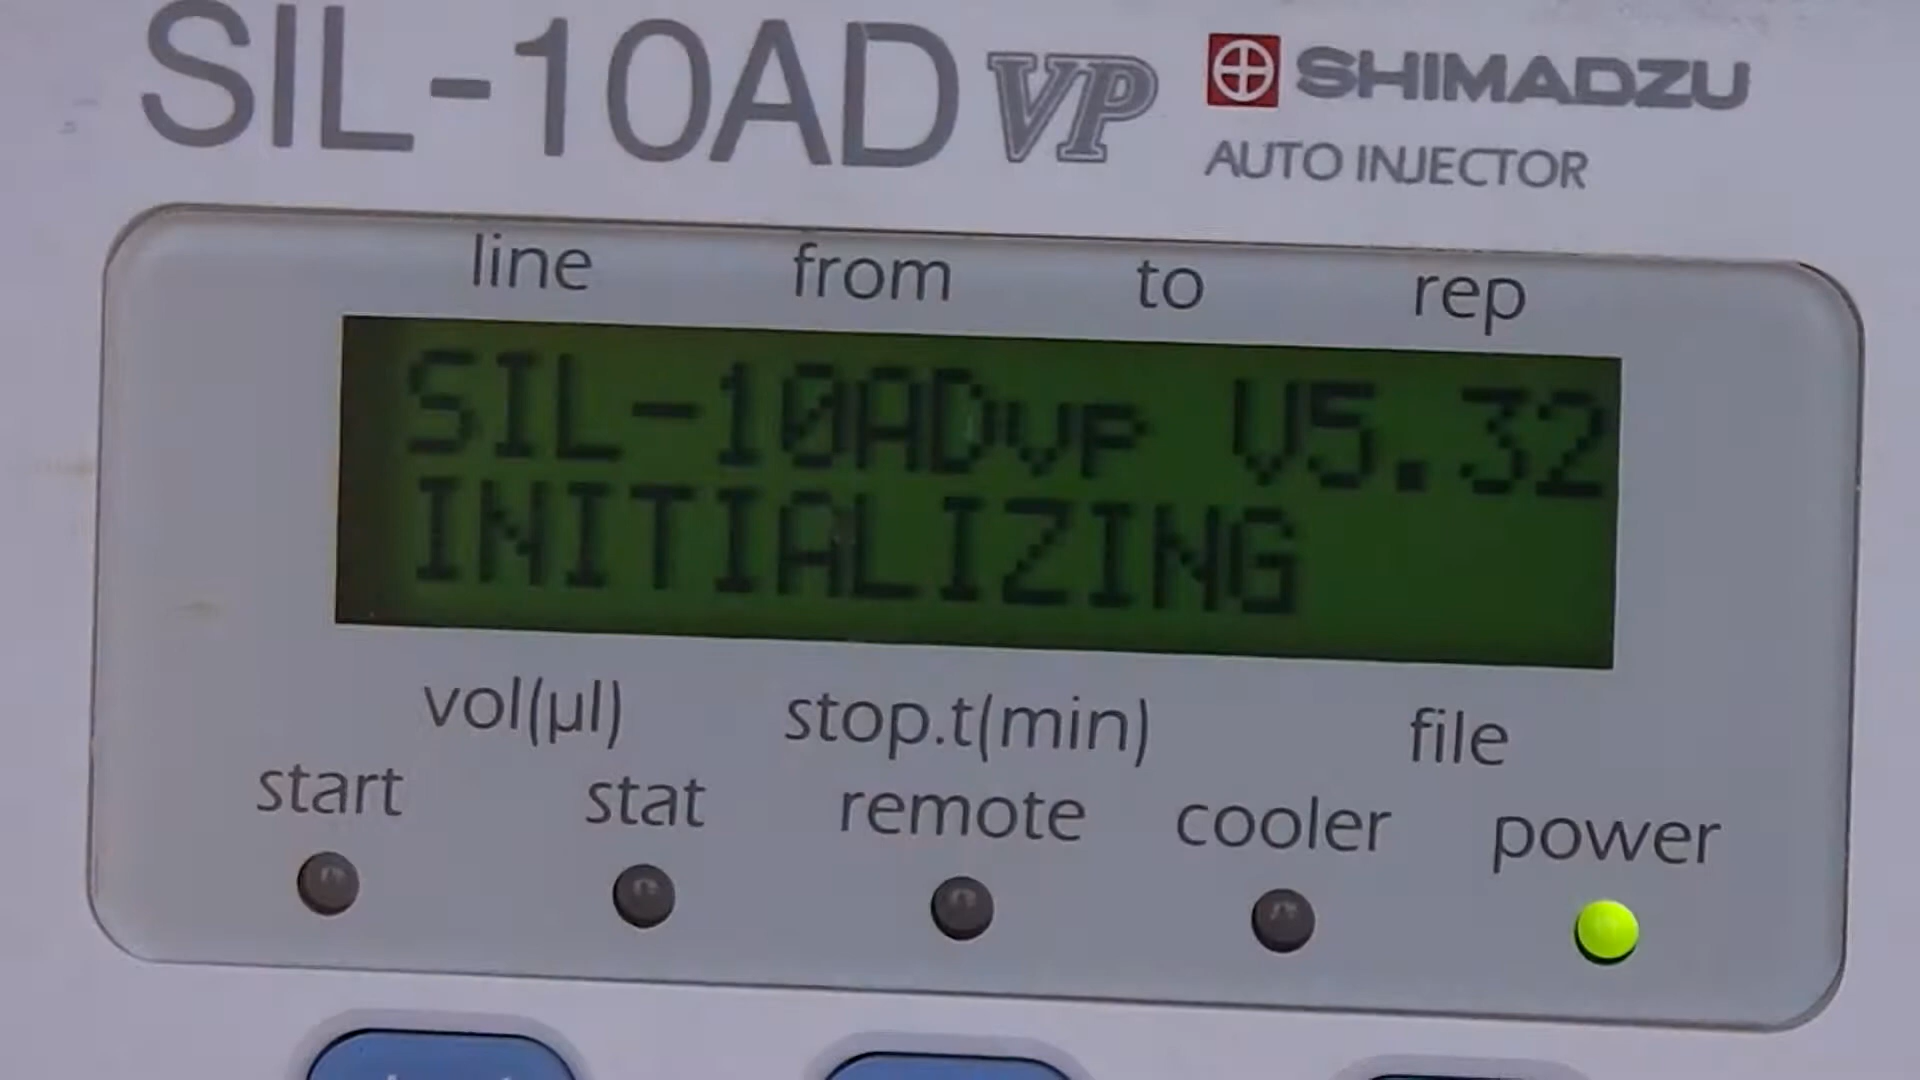 SIL-10AD VP SHIMADZU
AUTO INJECTOR
line from to rep
SIL-10ADvp V5.32
INITIALIZING
vol(µl) stop.t(min) file
start stat remote cooler power